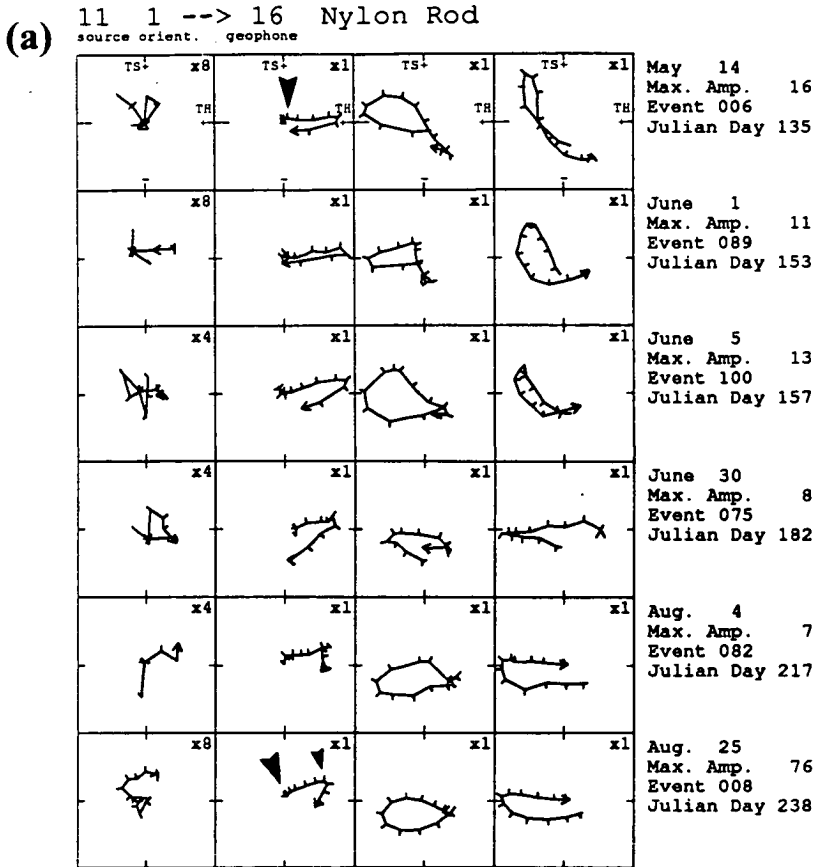 (a)
11 1 --> 16 Nylon Rod
source orient. geophone
TS+ x8 TS+ x1 TS+ x1 TS+ x1
TH TH TH TH
May 14
Max. Amp. 16
Event 006
Julian Day 135
x8 x1 x1 x1
June 1
Max. Amp. 11
Event 089
Julian Day 153
x4 x1 x1 x1
June 5
Max. Amp. 13
Event 100
Julian Day 157
x4 x1 x1 x1
June 30
Max. Amp. 8
Event 075
Julian Day 182
x4 x1 x1 x1
Aug. 4
Max. Amp. 7
Event 082
Julian Day 217
x8 x1 x1 x1
Aug. 25
Max. Amp. 76
Event 008
Julian Day 238